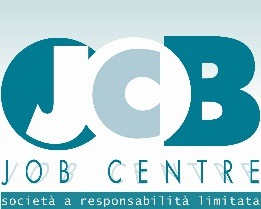 JCB
JOB CENTRE
società a responsabilità limitata